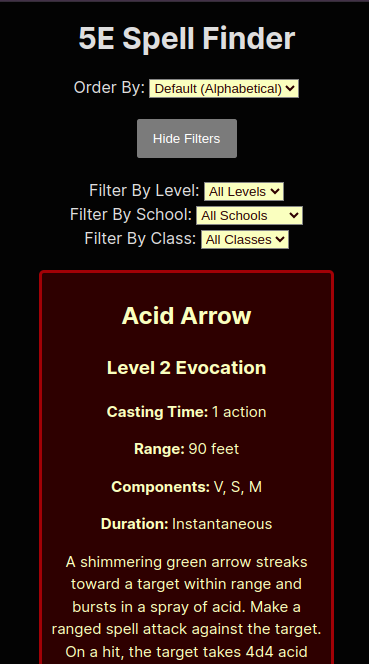 5E Spell Finder
Order By: Default (Alphabetical)
Hide Filters
Filter By Level: All Levels
Filter By School: All Schools
Filter By Class: All Classes
Acid Arrow
Level 2 Evocation
Casting Time: 1 action
Range: 90 feet
Components: V, S, M
Duration: Instantaneous
A shimmering green arrow streaks
toward a target within range and
bursts in a spray of acid. Make a
ranged spell attack against the target.
On a hit, the target takes 4d4 acid